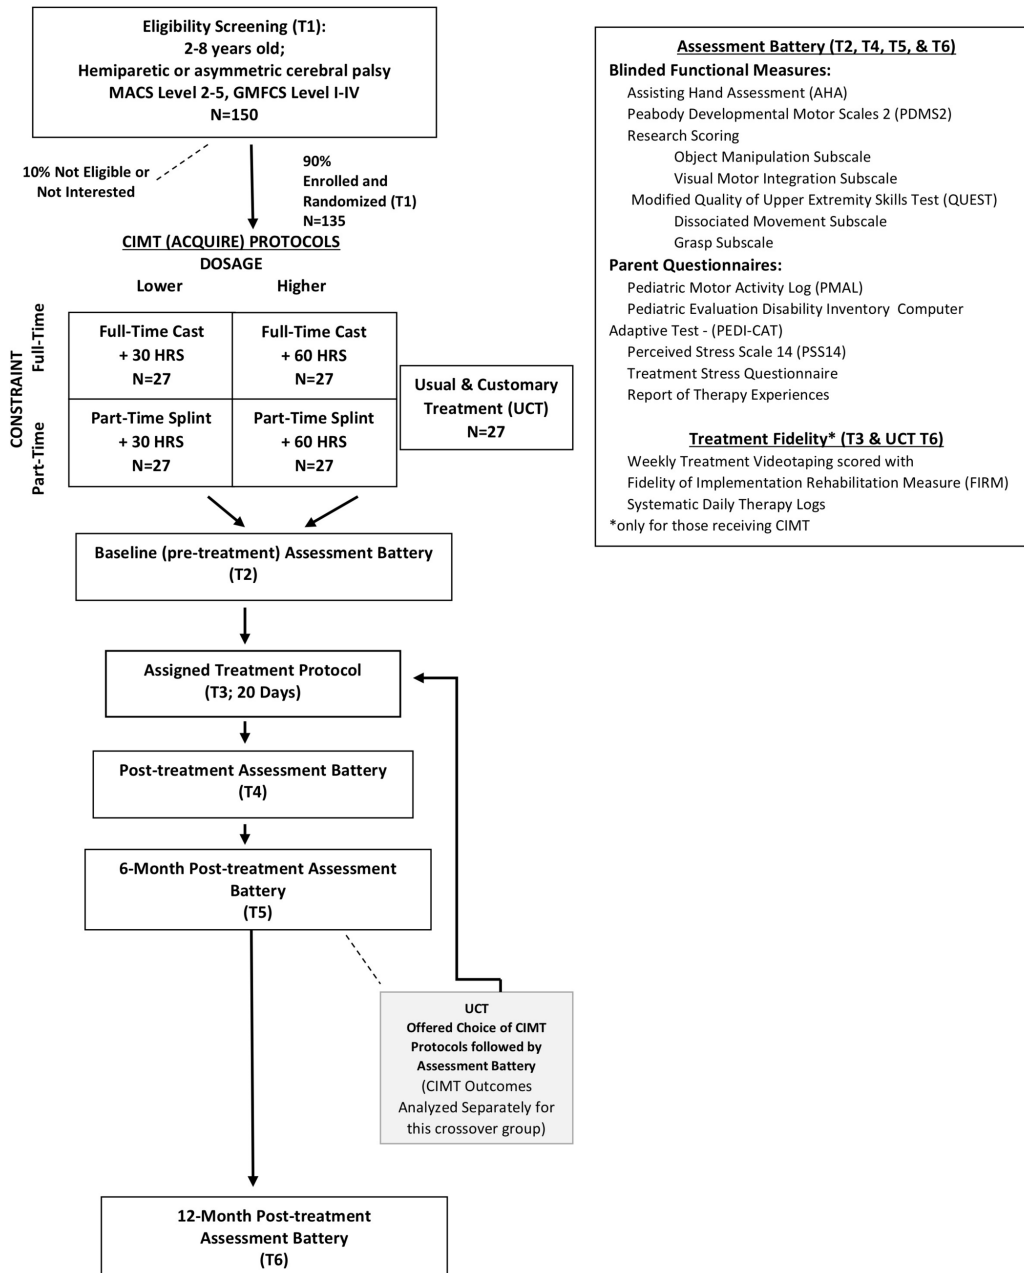 Eligibility Screening (T1):
2-8 years old;
Hemiparetic or asymmetric cerebral palsy
MACS Level 2-5, GMFCS Level I-IV
N=150
10% Not Eligible or
Not Interested
90%
Enrolled and
Randomized (T1)
N=135
CIMT (ACQUIRE) PROTOCOLS
DOSAGE
Lower
Higher
CONSTRAINT
Full-Time
Part-Time
Full-Time Cast
+ 30 HRS
N=27
Full-Time Cast
+ 60 HRS
N=27
Part-Time Splint
+ 30 HRS
N=27
Part-Time Splint
+ 60 HRS
N=27
Usual & Customary
Treatment (UCT)
N=27
Baseline (pre-treatment) Assessment Battery
(T2)
Assigned Treatment Protocol
(T3; 20 Days)
Post-treatment Assessment Battery
(T4)
6-Month Post-treatment Assessment
Battery
(T5)
UCT
Offered Choice of CIMT
Protocols followed by
Assessment Battery
(CIMT Outcomes
Analyzed Separately for
this crossover group)
12-Month Post-treatment
Assessment Battery
(T6)
Assessment Battery (T2, T4, T5, & T6)
Blinded Functional Measures:
Assisting Hand Assessment (AHA)
Peabody Developmental Motor Scales 2 (PDMS2)
Research Scoring
Object Manipulation Subscale
Visual Motor Integration Subscale
Modified Quality of Upper Extremity Skills Test (QUEST)
Dissociated Movement Subscale
Grasp Subscale
Parent Questionnaires:
Pediatric Motor Activity Log (PMAL)
Pediatric Evaluation Disability Inventory Computer
Adaptive Test - (PEDI-CAT)
Perceived Stress Scale 14 (PSS14)
Treatment Stress Questionnaire
Report of Therapy Experiences
Treatment Fidelity* (T3 & UCT T6)
Weekly Treatment Videotaping scored with
Fidelity of Implementation Rehabilitation Measure (FIRM)
Systematic Daily Therapy Logs
*only for those receiving CIMT